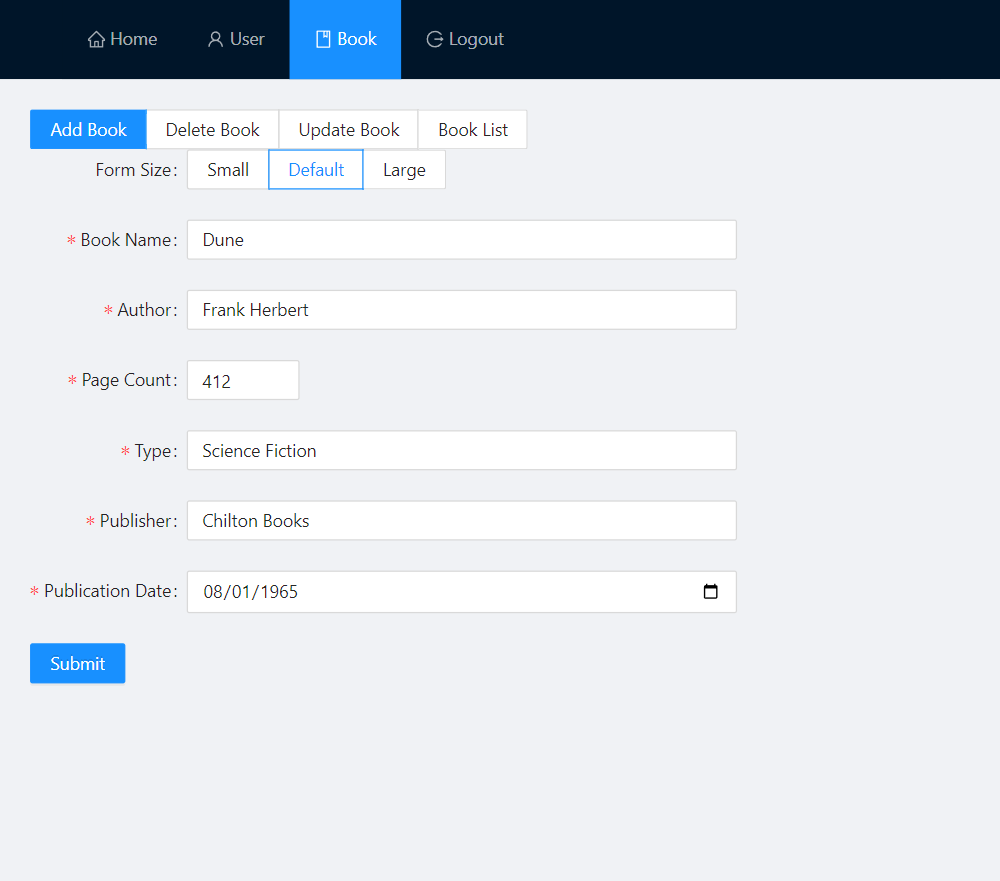 Home User Book Logout
Add Book Delete Book Update Book Book List
Form Size: Small Default Large
* Book Name: Dune
* Author: Frank Herbert
* Page Count: 412
* Type: Science Fiction
* Publisher: Chilton Books
* Publication Date: 08/01/1965
Submit